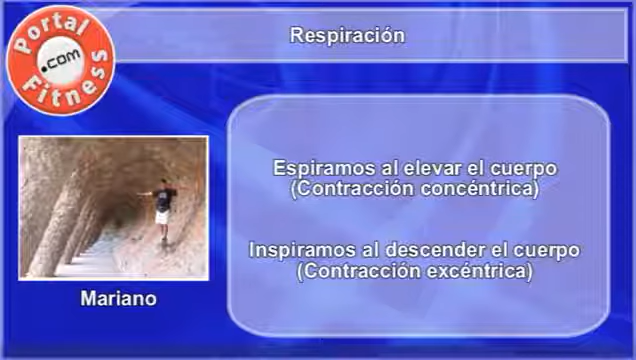 Portal
.com
Fitness
Respiración
Espiramos al elevar el cuerpo
(Contracción concéntrica)
Inspiramos al descender el cuerpo
(Contracción excéntrica)
Mariano